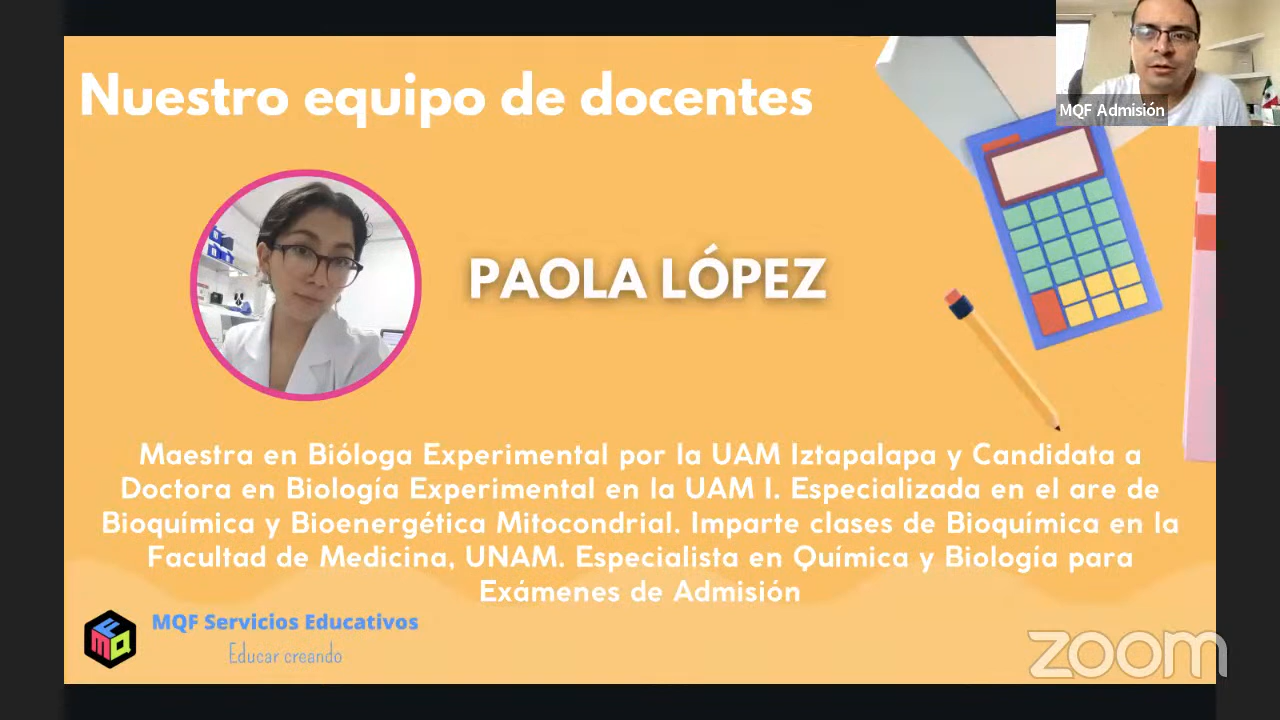 Nuestro equipo de docentes
MQF Admisión
PAOLA LÓPEZ
Maestra en Bióloga Experimental por la UAM Iztapalapa y Candidata a
Doctora en Biología Experimental en la UAM I. Especializada en el are de
Bioquímica y Bioenergética Mitocondrial. Imparte clases de Bioquímica en la
Facultad de Medicina, UNAM. Especialista en Química y Biología para
Exámenes de Admisión
MFQ
MQF Servicios Educativos
Educar creando
zoom